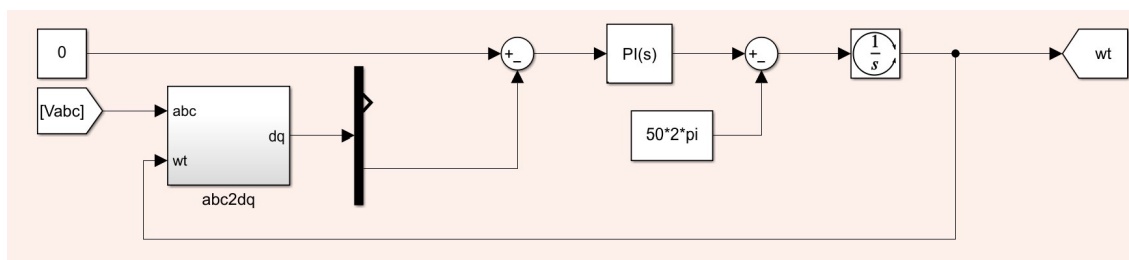 0
+
−
PI(s)
+
−
1
s
wt
[Vabc]
abc
dq
wt
50*2*pi
abc2dq